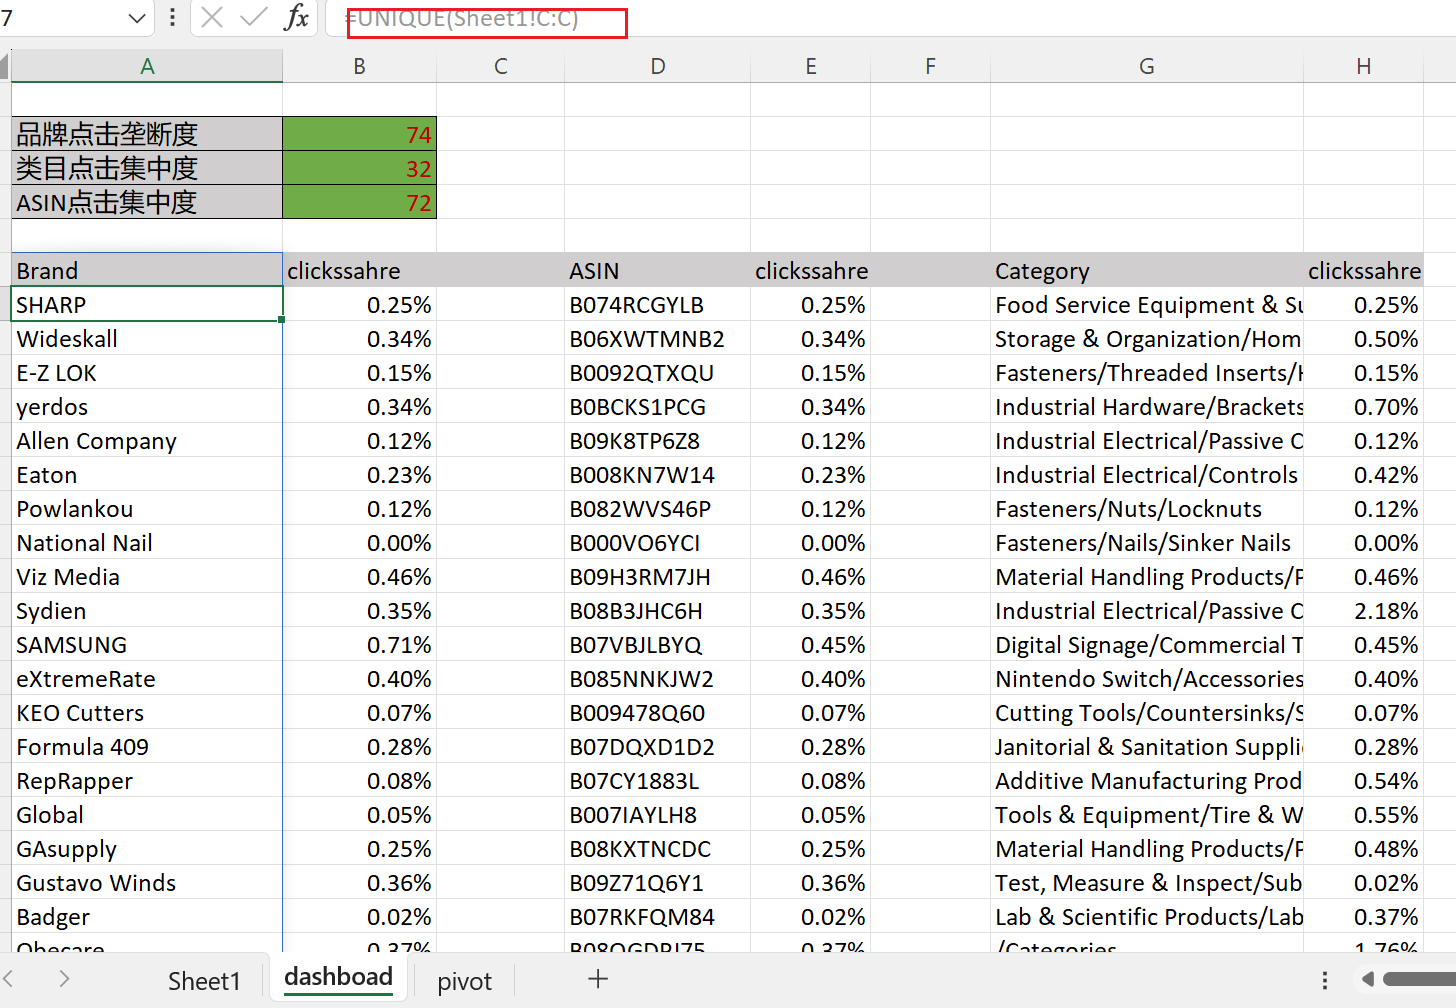 7 fx =UNIQUE(Sheet1!C:C)
A B C D E F G H
品牌点击垄断度 74
类目点击集中度 32
ASIN点击集中度 72
Brand clickssahre ASIN clickssahre Category clickssahre
SHARP 0.25% B074RCGYLB 0.25% Food Service Equipment & Su 0.25%
Wideskall 0.34% B06XWTMNB2 0.34% Storage & Organization/Hom 0.50%
E-Z LOK 0.15% B0092QTXQU 0.15% Fasteners/Threaded Inserts/H 0.15%
yerdos 0.34% B0BCKS1PCG 0.34% Industrial Hardware/Brackets 0.70%
Allen Company 0.12% B09K8TP6Z8 0.12% Industrial Electrical/Passive C 0.12%
Eaton 0.23% B008KN7W14 0.23% Industrial Electrical/Controls 0.42%
Powlankou 0.12% B082WVS46P 0.12% Fasteners/Nuts/Locknuts 0.12%
National Nail 0.00% B000VO6YCI 0.00% Fasteners/Nails/Sinker Nails 0.00%
Viz Media 0.46% B09H3RM7JH 0.46% Material Handling Products/P 0.46%
Sydien 0.35% B08B3JHC6H 0.35% Industrial Electrical/Passive C 2.18%
SAMSUNG 0.71% B07VBJLBYQ 0.45% Digital Signage/Commercial T 0.45%
eXtremeRate 0.40% B085NNKJW2 0.40% Nintendo Switch/Accessories 0.40%
KEO Cutters 0.07% B009478Q60 0.07% Cutting Tools/Countersinks/S 0.07%
Formula 409 0.28% B07DQXD1D2 0.28% Janitorial & Sanitation Suppli 0.28%
RepRapper 0.08% B07CY1883L 0.08% Additive Manufacturing Prod 0.54%
Global 0.05% B007IAYLH8 0.05% Tools & Equipment/Tire & W 0.55%
GAsupply 0.25% B08KXTNCDC 0.25% Material Handling Products/P 0.48%
Gustavo Winds 0.36% B09Z71Q6Y1 0.36% Test, Measure & Inspect/Sub 0.02%
Badger 0.02% B07RKFQM84 0.02% Lab & Scientific Products/Lab 0.37%
0.37% 0.37% /Categories 1.76%
Sheet1 dashboad pivot